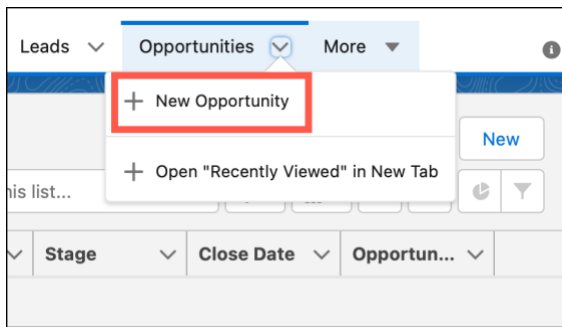 Leads Opportunities More
New Opportunity
New
Open "Recently Viewed" in New Tab
his list...
Stage Close Date Opportun...